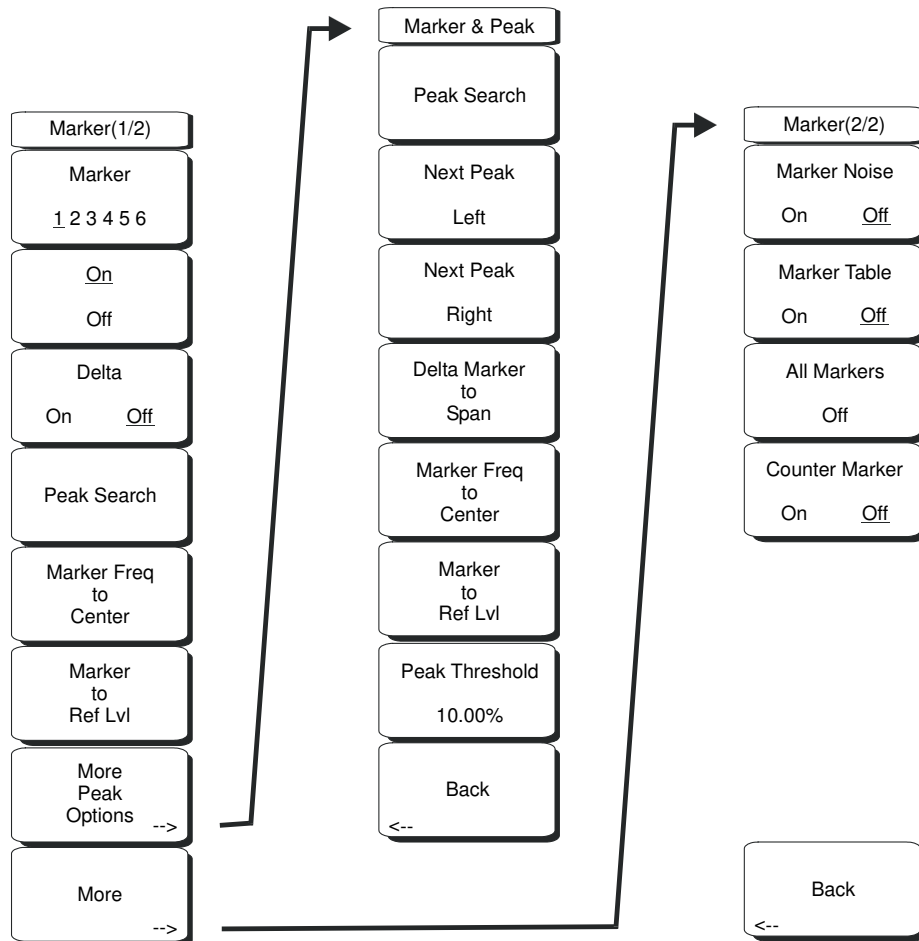 Marker(1/2)
Marker
1 2 3 4 5 6
On
Off
Delta
On Off
Peak Search
Marker Freq
to
Center
Marker
to
Ref Lvl
More
Peak
Options
-->
More
-->
Marker & Peak
Peak Search
Next Peak
Left
Next Peak
Right
Delta Marker
to
Span
Marker Freq
to
Center
Marker
to
Ref Lvl
Peak Threshold
10.00%
Back
<--
Marker(2/2)
Marker Noise
On Off
Marker Table
On Off
All Markers
Off
Counter Marker
On Off
Back
<--